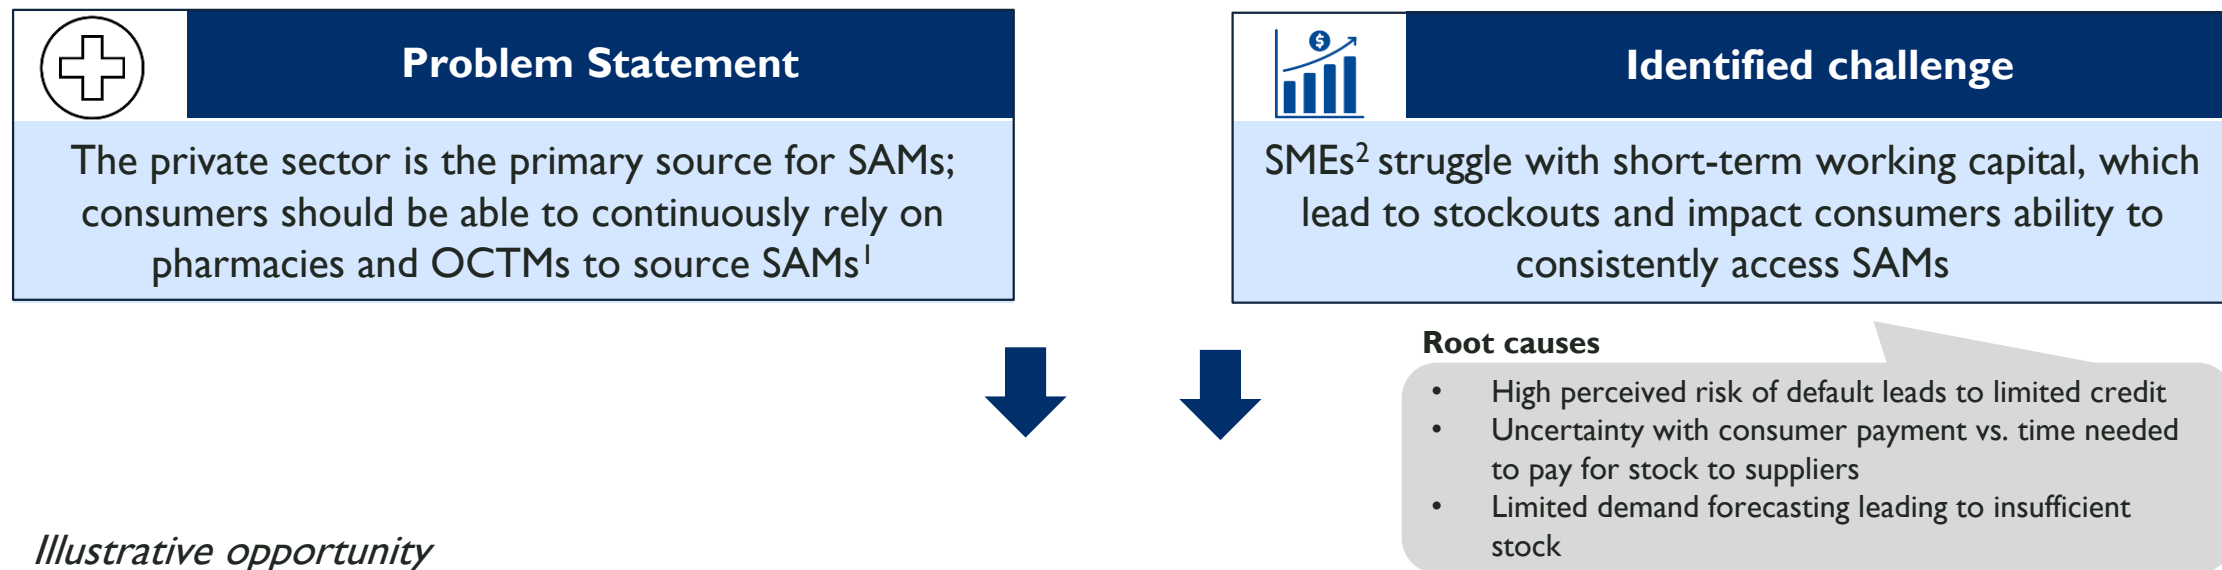 Problem Statement
The private sector is the primary source for SAMs;
consumers should be able to continuously rely on
pharmacies and OCTMs to source SAMs¹
$
Identified challenge
SMEs² struggle with short-term working capital, which
lead to stockouts and impact consumers ability to
consistently access SAMs
Root causes
• High perceived risk of default leads to limited credit
• Uncertainty with consumer payment vs. time needed
to pay for stock to suppliers
• Limited demand forecasting leading to insufficient
stock
Illustrative opportunity